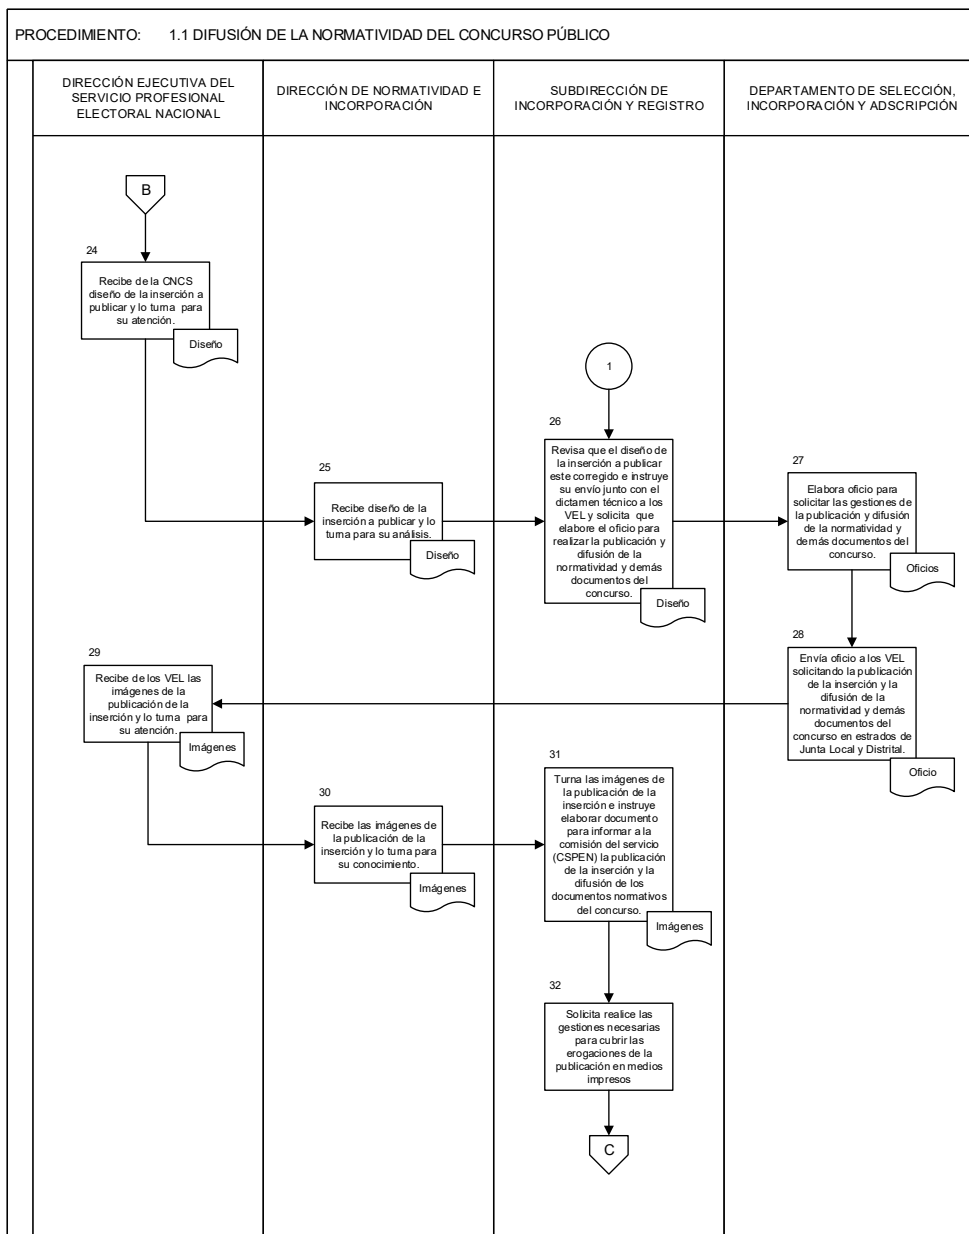 PROCEDIMIENTO: 1.1 DIFUSIÓN DE LA NORMATIVIDAD DEL CONCURSO PÚBLICO
DIRECCIÓN EJECUTIVA DEL
SERVICIO PROFESIONAL
ELECTORAL NACIONAL
DIRECCIÓN DE NORMATIVIDAD E
INCORPORACIÓN
SUBDIRECCIÓN DE
INCORPORACIÓN Y REGISTRO
DEPARTAMENTO DE SELECCIÓN,
INCORPORACIÓN Y ADSCRIPCIÓN
B
24
Recibe de la CNCS
diseño de la inserción a
publicar y lo turna para
su atención.
Diseño
25
Recibe diseño de la
inserción a publicar y lo
turna para su análisis.
Diseño
1
26
Revisa que el diseño de
la inserción a publicar
este corregido e instruye
su envío junto con el
dictamen técnico a los
VEL y solicita que
elabore el oficio para
realizar la publicación y
difusión de la
normatividad y demás
documentos del
concurso.
Diseño
27
Elabora oficio para
solicitar las gestiones de
la publicación y difusión
de la normatividad y
demás documentos del
concurso.
Oficios
28
Envía oficio a los VEL
solicitando la publicación
de la inserción y la
difusión de la
normatividad y demás
documentos del
concurso en estrados de
Junta Local y Distrital.
Oficio
29
Recibe de los VEL las
imágenes de la
publicación de la
inserción y lo turna para
su atención.
Imágenes
30
Recibe las imágenes de
la publicación de la
inserción y lo turna para
su conocimiento.
Imágenes
31
Turna las imágenes de
la publicación de la
inserción e instruye
elaborar documento
para informar a la
comisión del servicio
(CSPEN) la publicación
de la inserción y la
difusión de los
documentos normativos
del concurso.
Imágenes
32
Solicita realice las
gestiones necesarias
para cubrir las
erogaciones de la
publicación en medios
impresos
C